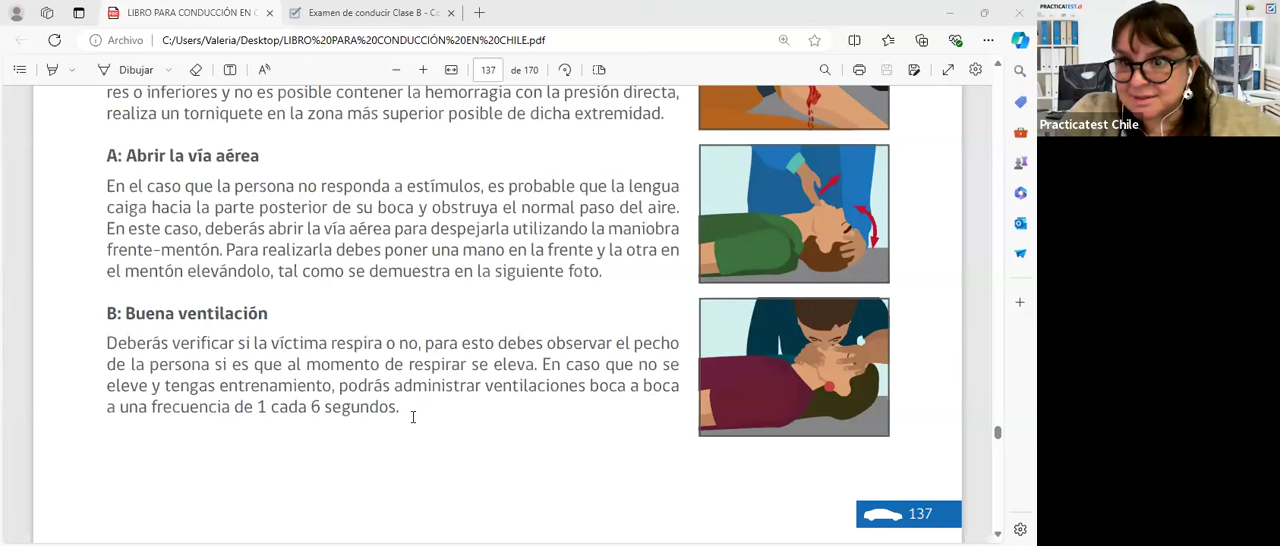 LIBRO PARA CONDUCCIÓN EN C
Examen de conducir Clase B - Co
Archivo
C:/Users/Valeria/Desktop/LIBRO%20P
OCONDUCCIÓN%20EN%20CHILE.pdf
Dibujar
137
de 170
PRACTICATEST.cl
Practicatest Chile
res o inferiores y no es posible contener la hemorragia con la presión directa,
realiza un torniquete en la zona más superior posible de dicha extremidad.
A: Abrir la vía aérea
En el caso que la persona no responda a estímulos, es probable que la lengua
caiga hacia la parte posterior de su boca y obstruya el normal paso del aire.
En este caso, deberás abrir la vía aérea para despejarla utilizando la maniobra
frente-mentón. Para realizarla debes poner una mano en la frente y la otra en
el mentón elevándolo, tal como se demuestra en la siguiente foto.
B: Buena ventilación
Deberás verificar si la víctima respira o no, para esto debes observar el pecho
de la persona si es que al momento de respirar se eleva. En caso que no se
eleve y tengas entrenamiento, podrás administrar ventilaciones boca a boca
a una frecuencia de 1 cada 6 segundos.
137